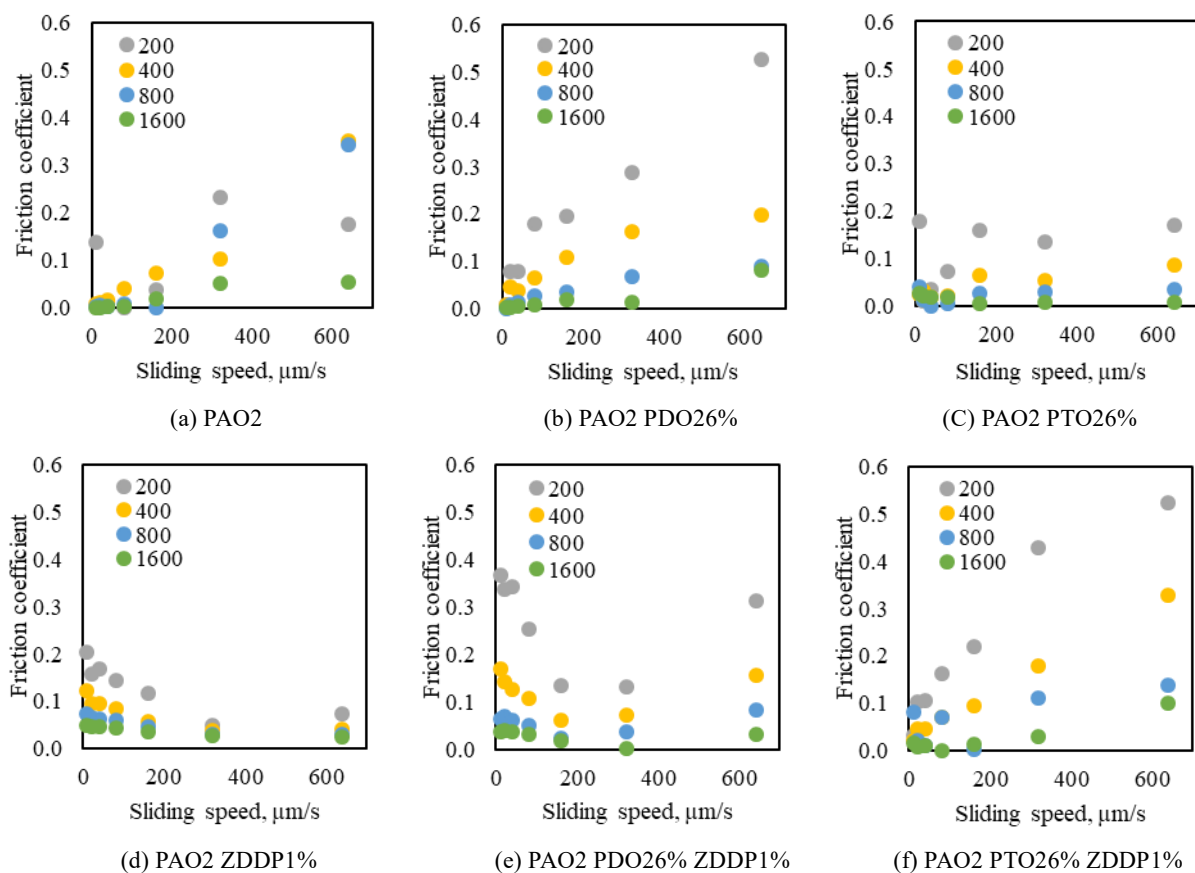 0.6
0.5
0.4
0.3
0.2
0.1
0.0
Friction coefficient
200
400
800
1600
0 200 400 600
Sliding speed, µm/s
(a) PAO2
0.6
0.5
0.4
0.3
0.2
0.1
0.0
Friction coefficient
200
400
800
1600
0 200 400 600
Sliding speed, µm/s
(b) PAO2 PDO26%
0.6
0.5
0.4
0.3
0.2
0.1
0.0
Friction coefficient
200
400
800
1600
0 200 400 600
Sliding speed, µm/s
(C) PAO2 PTO26%
0.6
0.5
0.4
0.3
0.2
0.1
0.0
Friction coefficient
200
400
800
1600
0 200 400 600
Sliding speed, µm/s
(d) PAO2 ZDDP1%
0.6
0.5
0.4
0.3
0.2
0.1
0.0
Friction coefficient
200
400
800
1600
0 200 400 600
Sliding speed, µm/s
(e) PAO2 PDO26% ZDDP1%
0.6
0.5
0.4
0.3
0.2
0.1
0.0
Friction coefficient
200
400
800
1600
0 200 400 600
Sliding speed, µm/s
(f) PAO2 PTO26% ZDDP1%